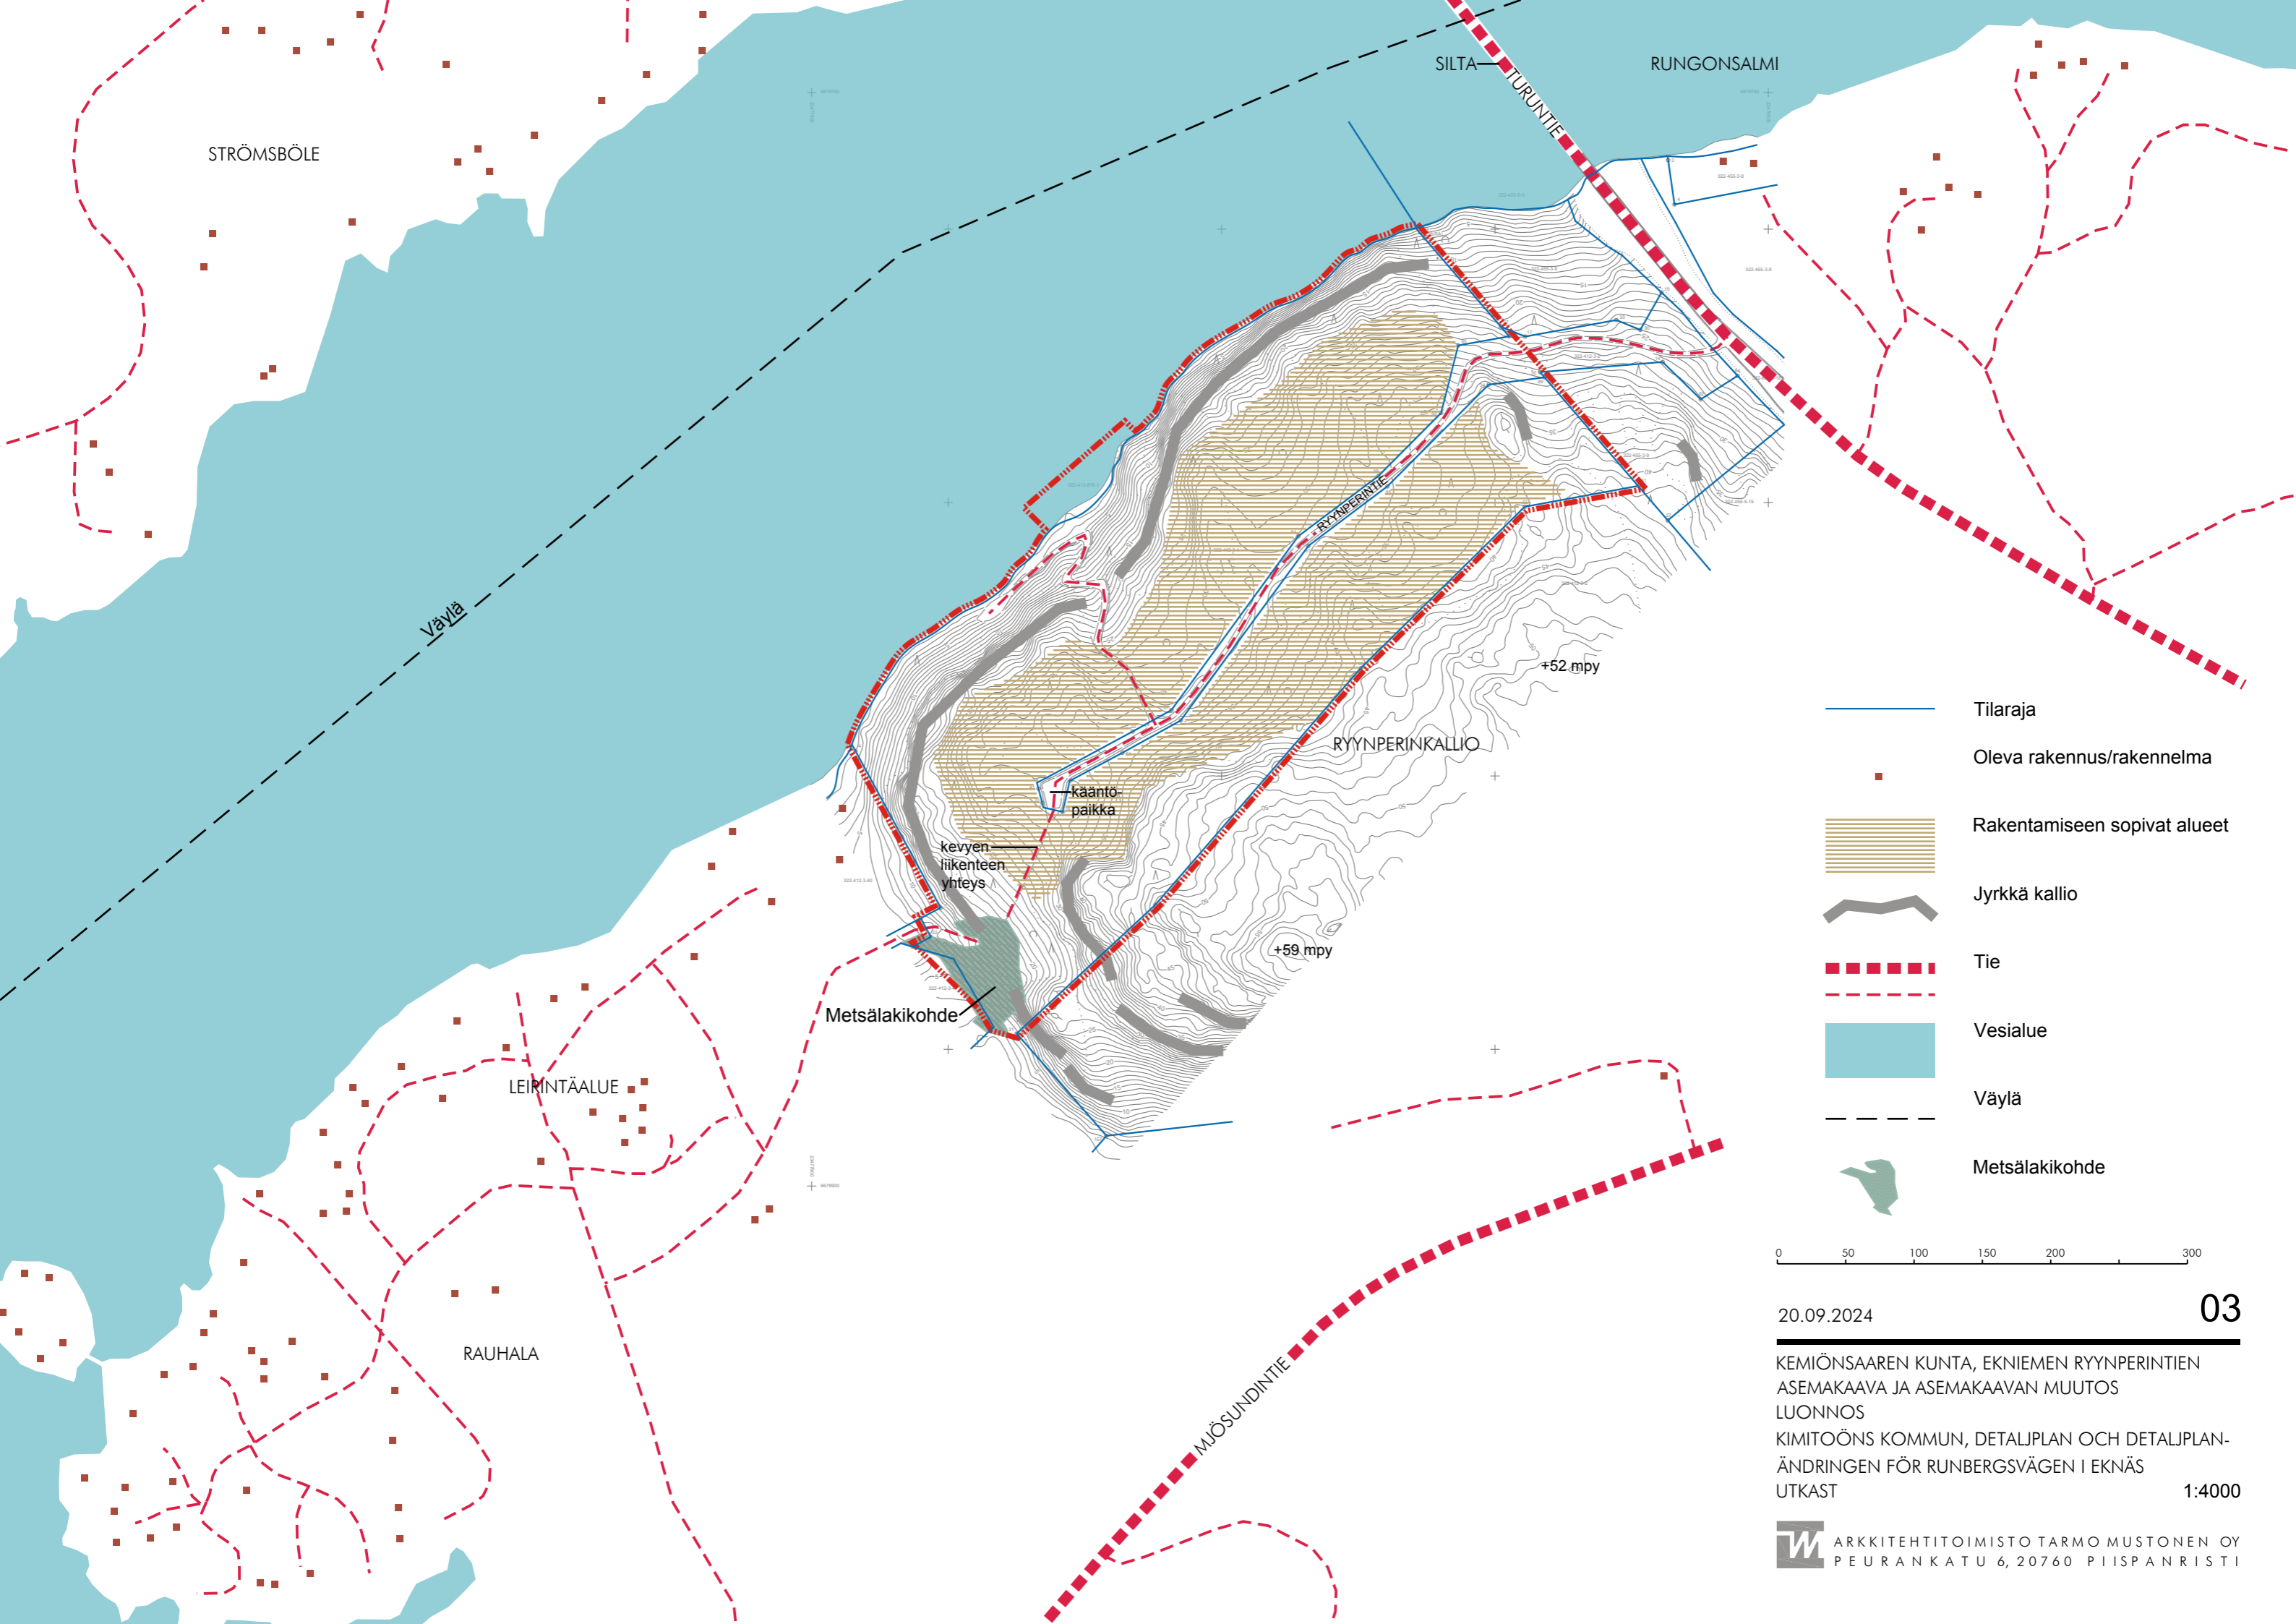 SILTA
RUNGONSALMI
TURUNTIE
STRÖMSBÖLE
RYYNPERINTIE
Väylä
+52 mpy
RYYNPERINKALLIO
kääntö-
paikka
kevyen
liikenteen
yhteys
+59 mpy
Metsälakikohde
LEIRINTÄALUE
RAUHALA
MJÖSUNDINTIE
Tilaraja
Oleva rakennus/rakennelma
Rakentamiseen sopivat alueet
Jyrkkä kallio
Tie
Vesialue
Väylä
Metsälakikohde
0 50 100 150 200 300
20.09.2024 03
KEMIÖNSAAREN KUNTA, EKNIEMEN RYYNPERINTIEN
ASEMAKAAVA JA ASEMAKAAVAN MUUTOS
LUONNOS
KIMITOÖNS KOMMUN, DETALJPLAN OCH DETALJPLAN-
ÄNDRINGEN FÖR RUNBERGSVÄGEN I EKNÄS
UTKAST 1:4000
ARKKITEHTITOIMISTO TARMO MUSTONEN OY
PEURANKATU 6, 20760 PIISPANRISTI